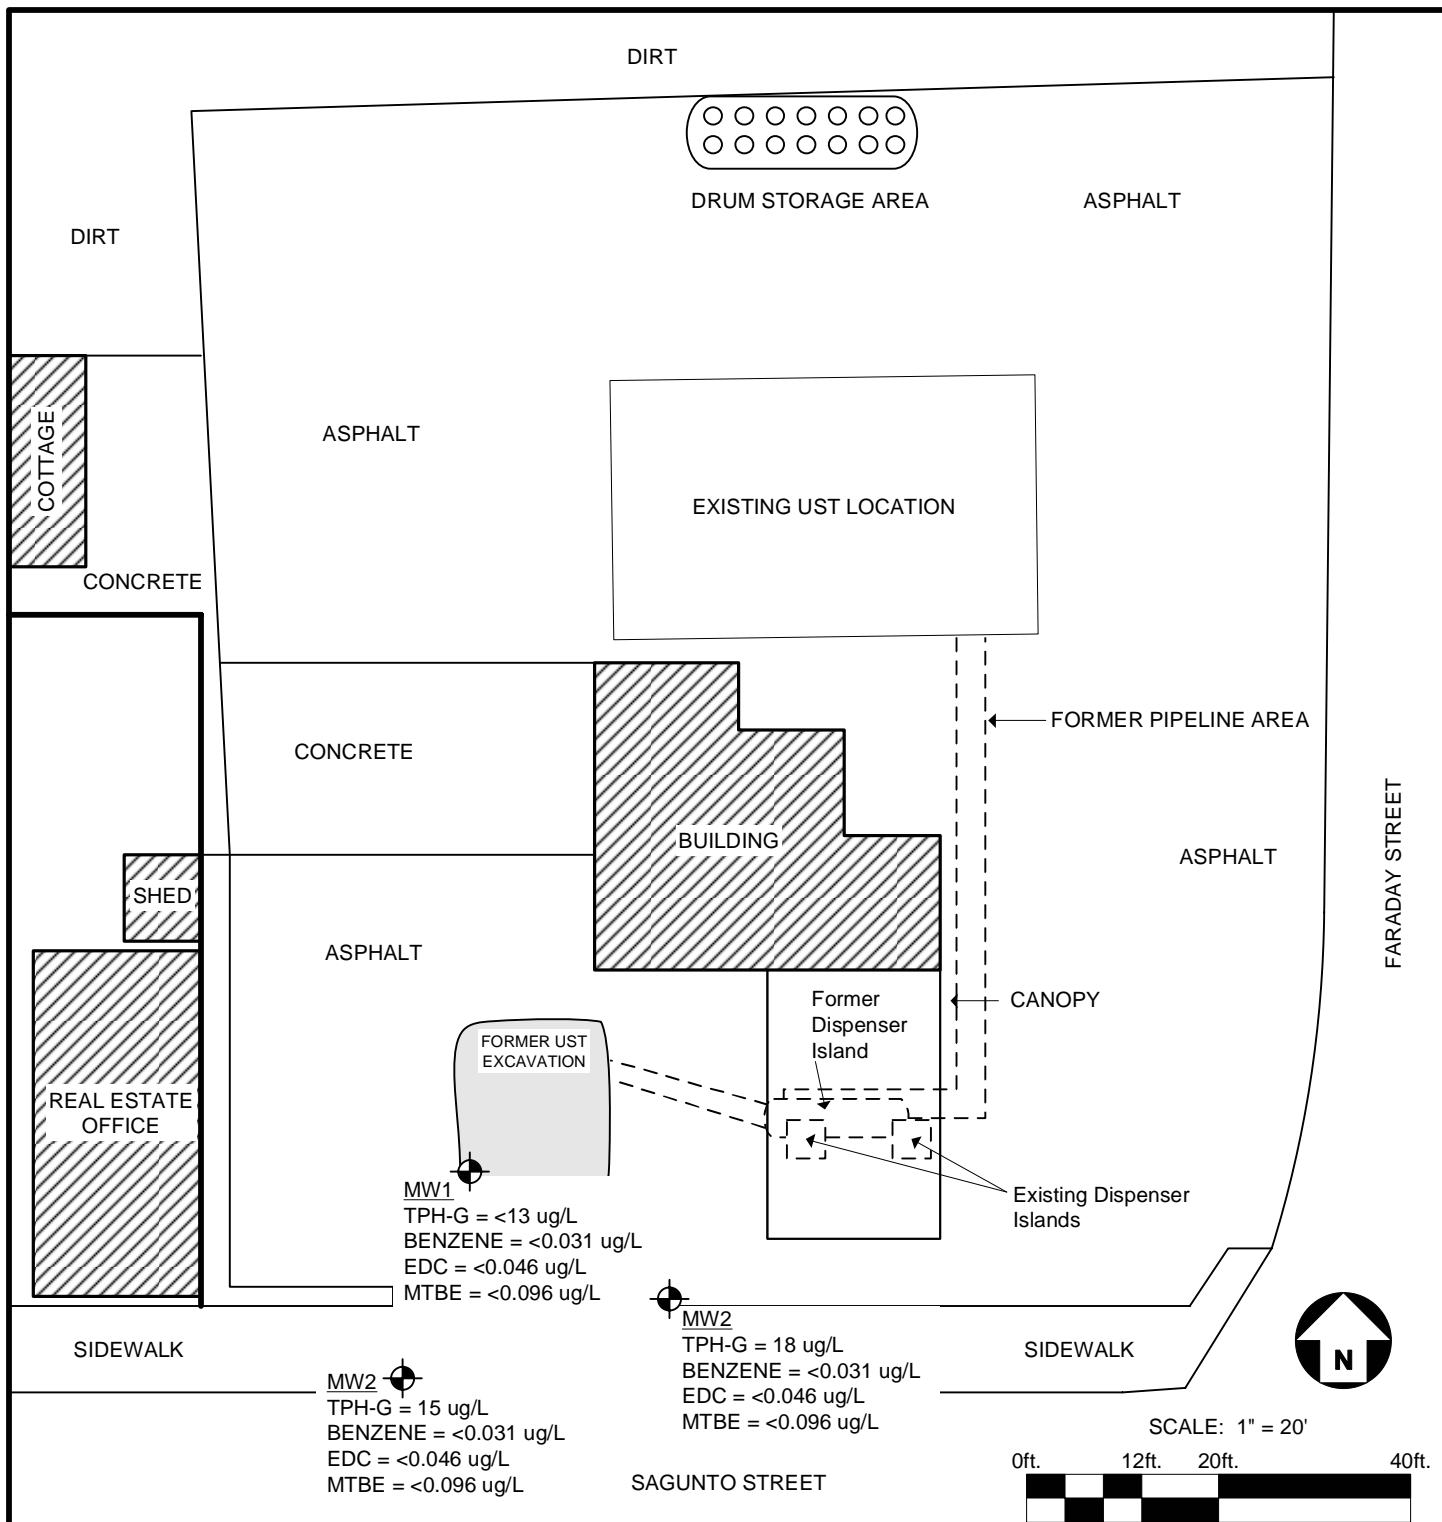 DIRT
DRUM STORAGE AREA
ASPHALT
DIRT
ASPHALT
COTTAGE
EXISTING UST LOCATION
CONCRETE
FORMER PIPELINE AREA
CONCRETE
BUILDING
ASPHALT
FARADAY STREET
SHED
ASPHALT
Former
Dispenser
Island
CANOPY
FORMER UST
EXCAVATION
REAL ESTATE
OFFICE
Existing Dispenser
Islands
MW1
TPH-G = <13 ug/L
BENZENE = <0.031 ug/L
EDC = <0.046 ug/L
MTBE = <0.096 ug/L
MW2
TPH-G = 18 ug/L
BENZENE = <0.031 ug/L
EDC = <0.046 ug/L
MTBE = <0.096 ug/L
SIDEWALK
SIDEWALK
N
MW2
TPH-G = 15 ug/L
BENZENE = <0.031 ug/L
EDC = <0.046 ug/L
MTBE = <0.096 ug/L
SAGUNTO STREET
SCALE: 1" = 20'
0ft. 12ft. 20ft. 40ft.